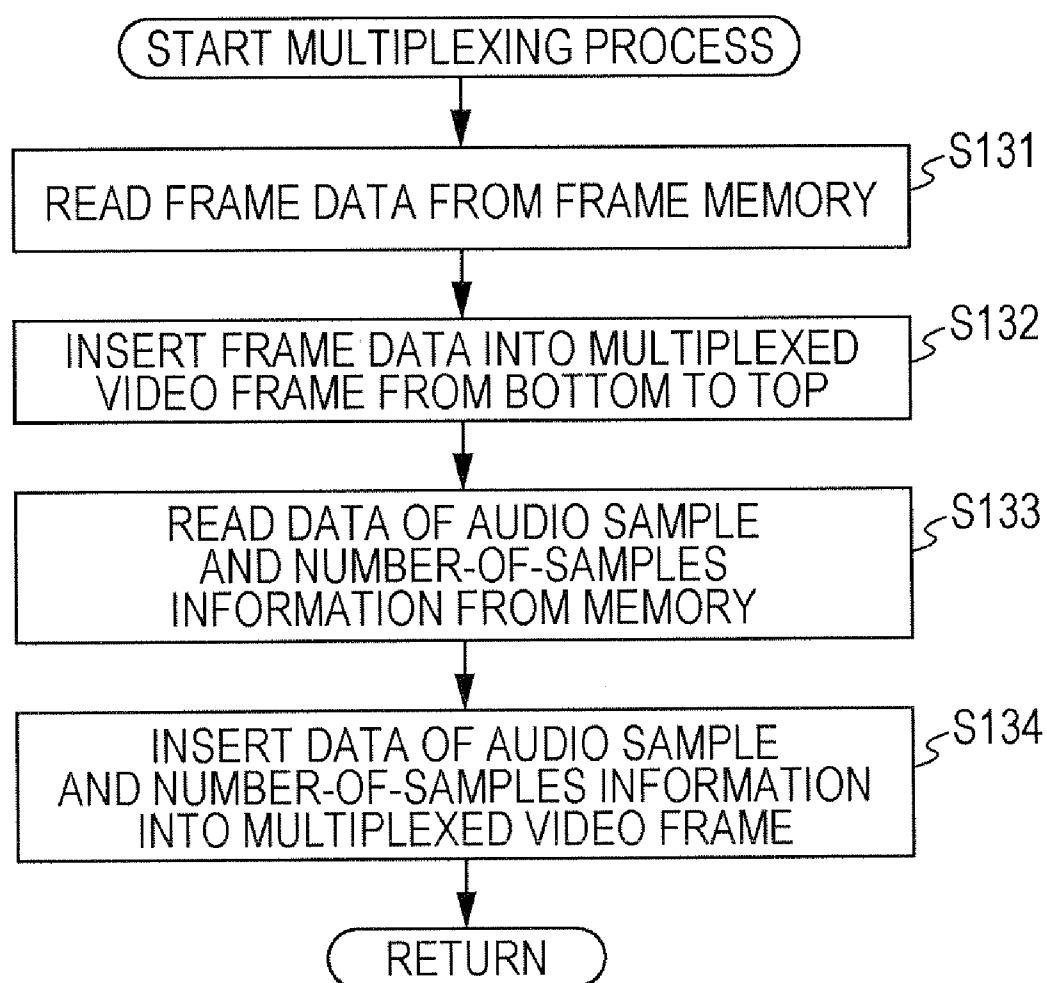 START MULTIPLEXING PROCESS
S131
READ FRAME DATA FROM FRAME MEMORY
S132
INSERT FRAME DATA INTO MULTIPLEXED
VIDEO FRAME FROM BOTTOM TO TOP
S133
READ DATA OF AUDIO SAMPLE
AND NUMBER-OF-SAMPLES
INFORMATION FROM MEMORY
S134
INSERT DATA OF AUDIO SAMPLE
AND NUMBER-OF-SAMPLES INFORMATION
INTO MULTIPLEXED VIDEO FRAME
RETURN